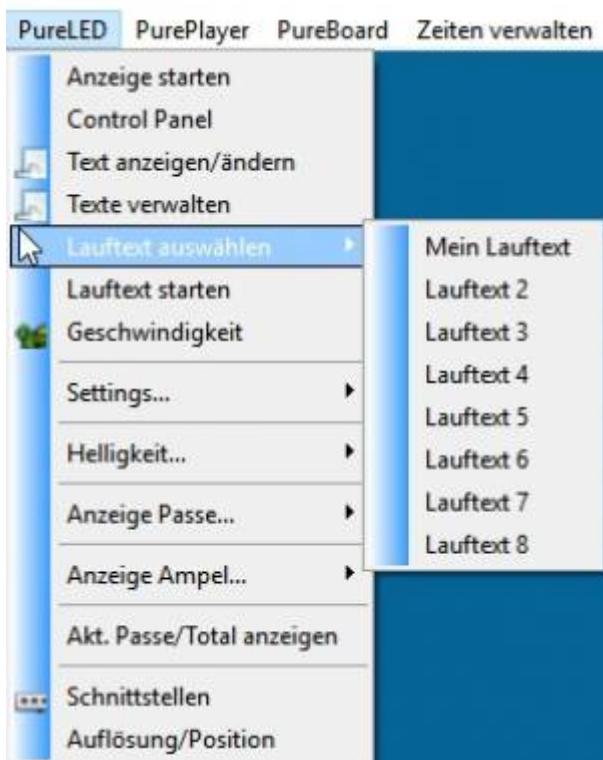 PureLED PurePlayer PureBoard Zeiten verwalten
Anzeige starten
Control Panel
Text anzeigen/ändern
Texte verwalten
Lauftext auswählen
Lauftext starten
Geschwindigkeit
Settings...
Helligkeit...
Anzeige Passe...
Anzeige Ampel...
Akt. Passe/Total anzeigen
Schnittstellen
Auflösung/Position
Mein Lauftext
Lauftext 2
Lauftext 3
Lauftext 4
Lauftext 5
Lauftext 6
Lauftext 7
Lauftext 8